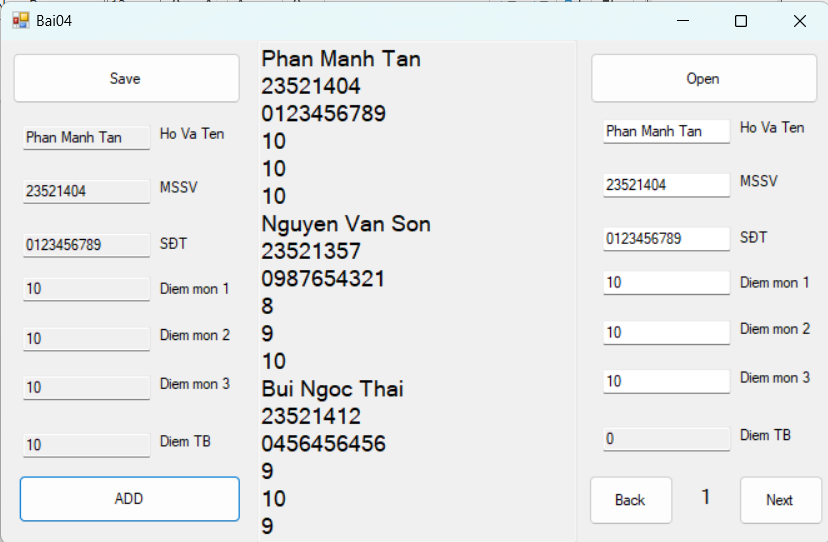 Bai04
Save
Phan Manh Tan Ho Va Ten
23521404 MSSV
0123456789 SĐT
10 Diem mon 1
10 Diem mon 2
10 Diem mon 3
10 Diem TB
ADD
Phan Manh Tan
23521404
0123456789
10
10
10
Nguyen Van Son
23521357
0987654321
8
9
10
Bui Ngoc Thai
23521412
0456456456
9
10
9
Open
Phan Manh Tan Ho Va Ten
23521404 MSSV
0123456789 SĐT
10 Diem mon 1
10 Diem mon 2
10 Diem mon 3
0 Diem TB
Back 1 Next